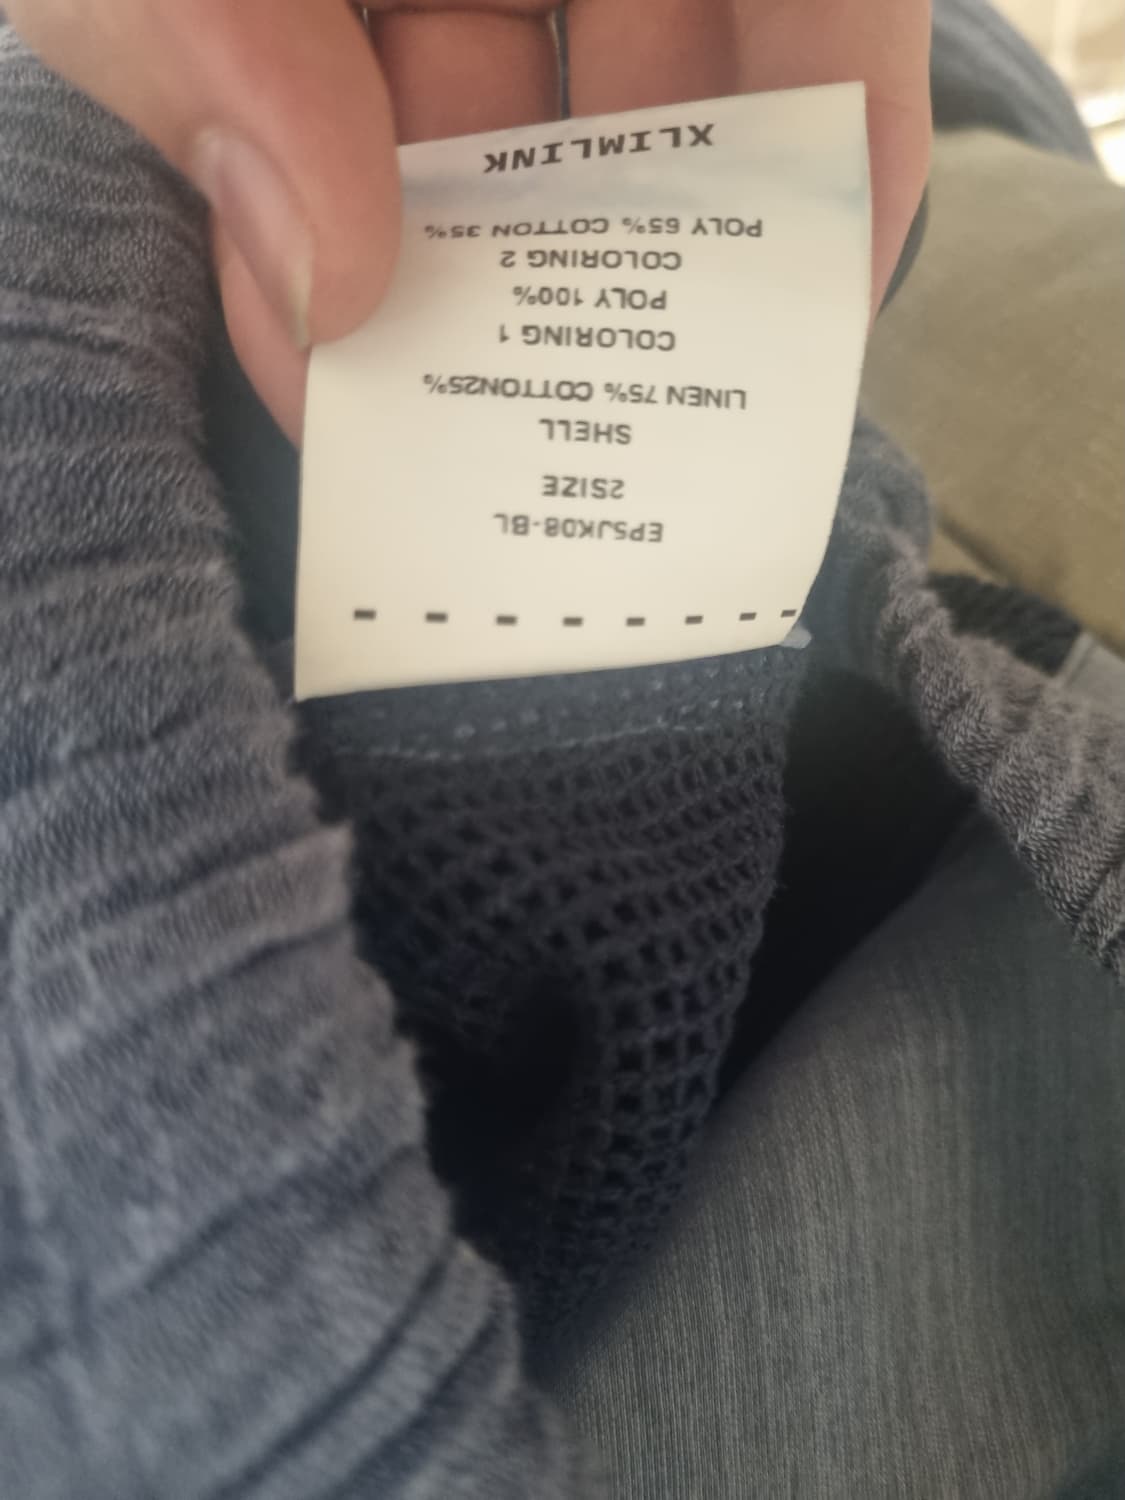 EPSJK08-BL
2SIZE
SHELL
LINEN 75% COTTON25%
COLORING 1
POLY 100%
COLORING 2
POLY 65% COTTON 35%
XLIMLINK